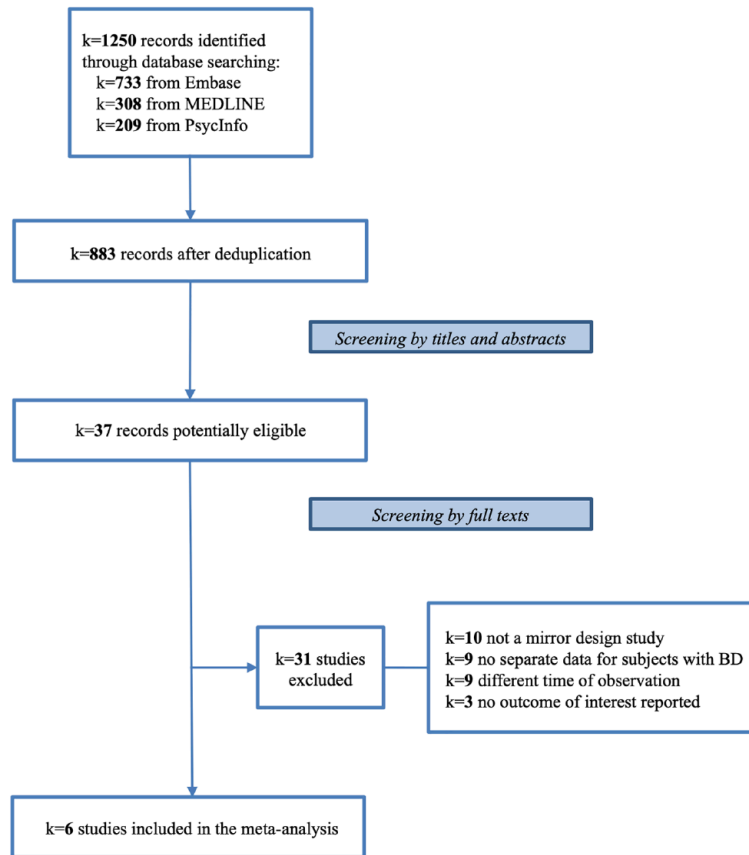 k=1250 records identified
through database searching:
k=733 from Embase
k=308 from MEDLINE
k=209 from PsycInfo
k=883 records after deduplication
Screening by titles and abstracts
k=37 records potentially eligible
Screening by full texts
k=31 studies
excluded
k=10 not a mirror design study
k=9 no separate data for subjects with BD
k=9 different time of observation
k=3 no outcome of interest reported
k=6 studies included in the meta-analysis